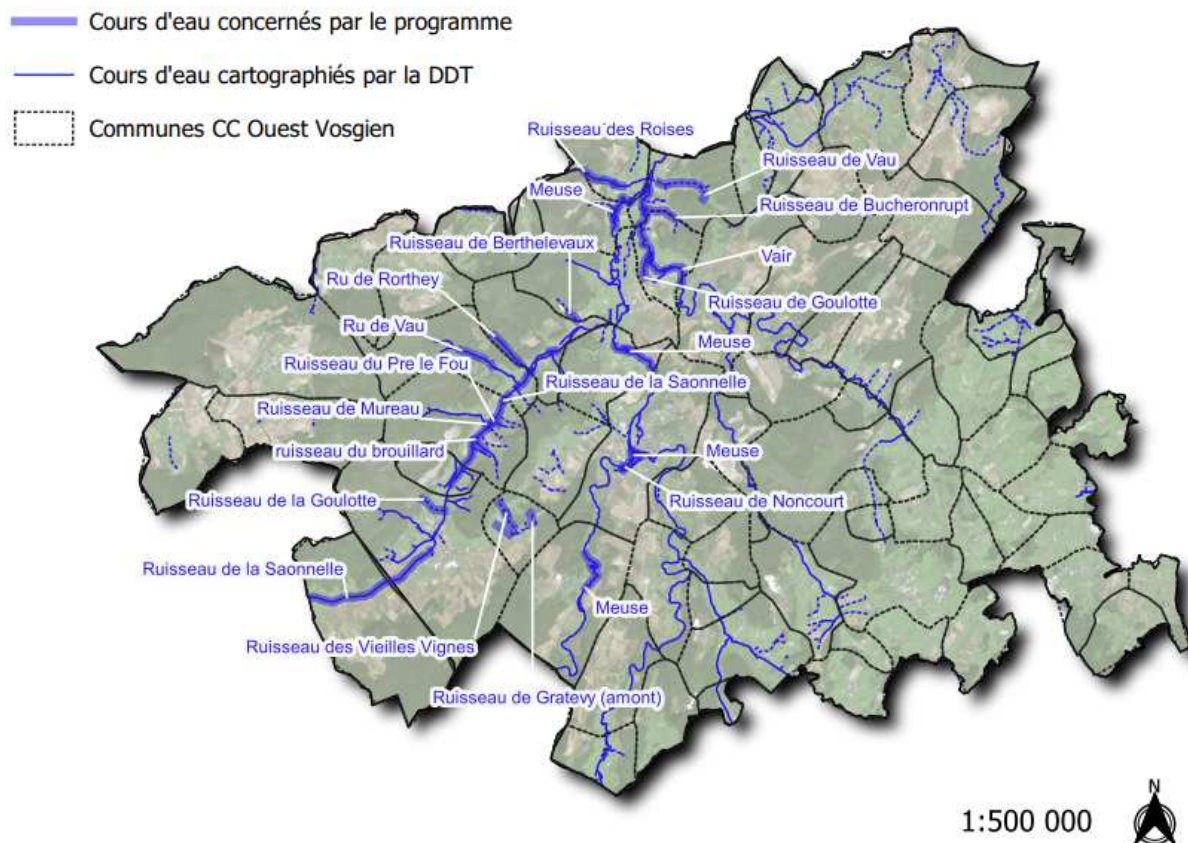 Cours d'eau concernés par le programme
Cours d'eau cartographiés par la DDT
Communes CC Ouest Vosgien
Ruisseau des Roises
Ruisseau de Vau
Meuse
Ruisseau de Bucheronrupt
Ruisseau de Berthelevaux
Vair
Ru de Rorthey
Ruisseau de Goulotte
Ru de Vau
Meuse
Ruisseau du Pre le Fou
Ruisseau de la Saonnelle
Ruisseau de Mureau
ruisseau du brouillard
Meuse
Ruisseau de la Goulotte
Ruisseau de Noncourt
Ruisseau de la Saonnelle
Meuse
Ruisseau des Vieilles Vignes
Ruisseau de Gratevy (amont)
1:500 000
N